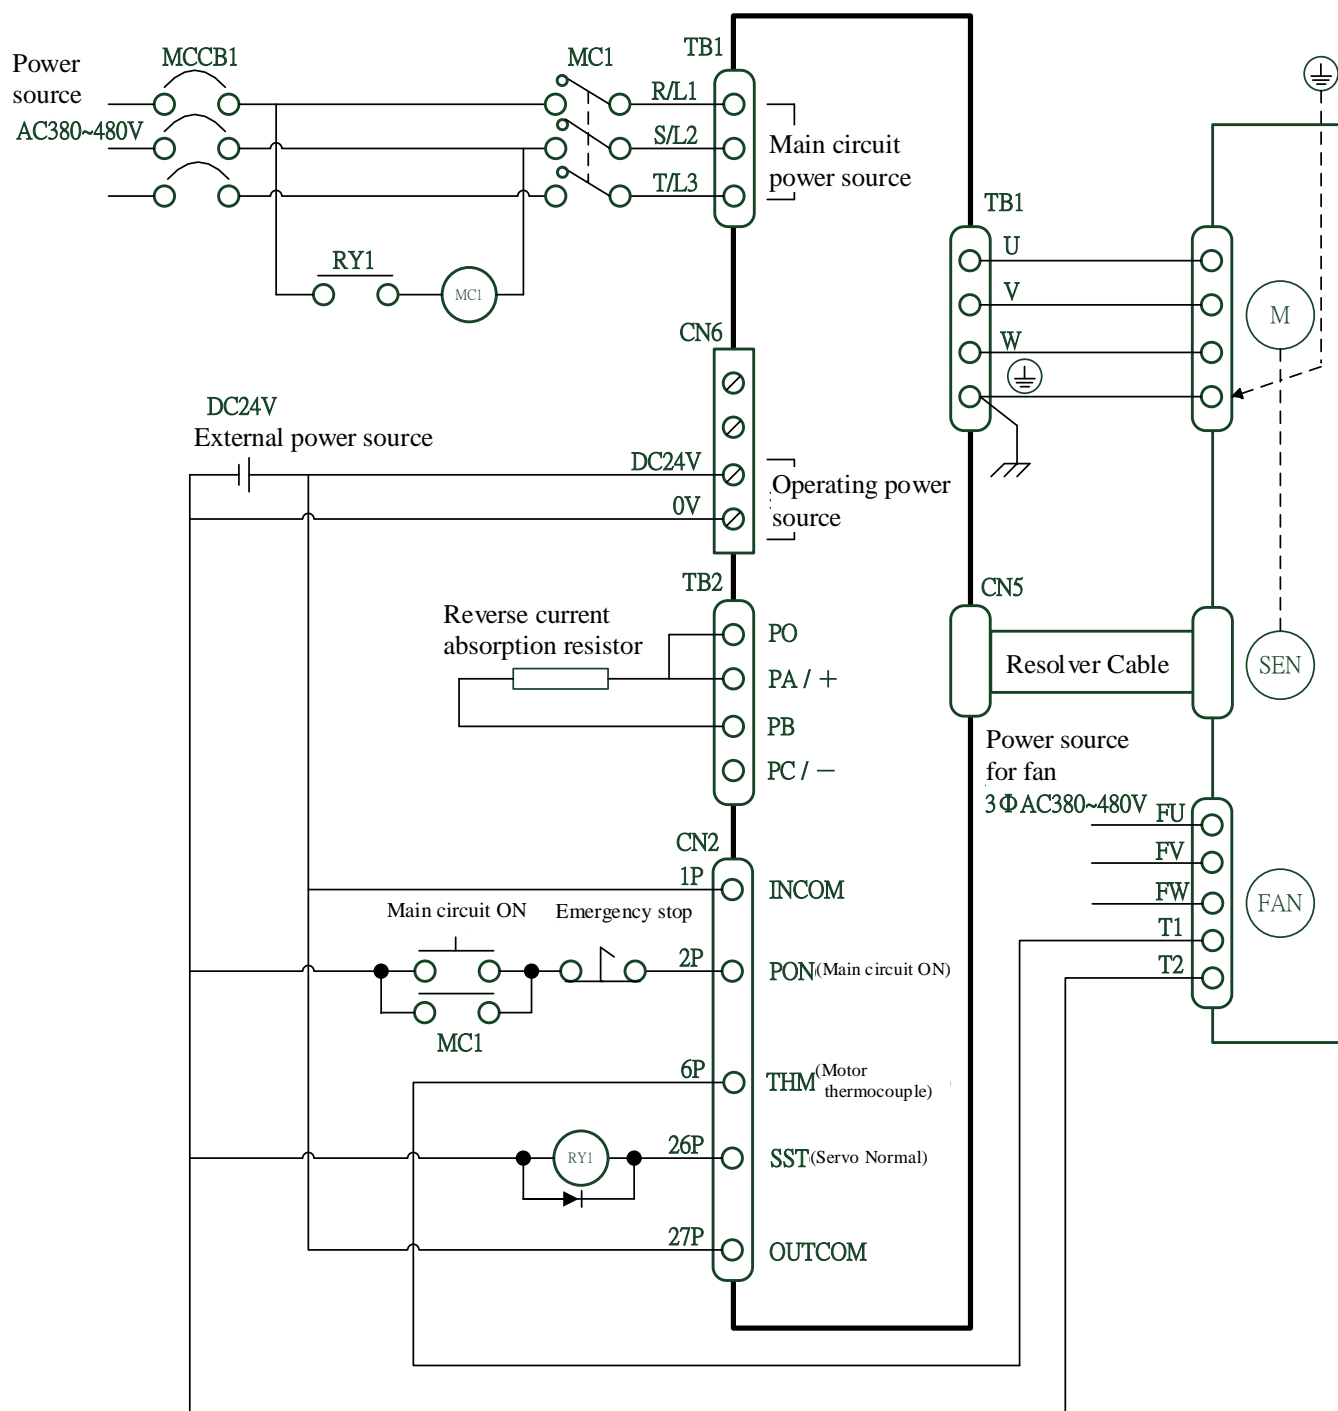 Power
source
AC380~480V
MCCB1
MC1
TB1
R/L1
S/L2
T/L3
Main circuit
power source
RY1
MC1
TB1
U
V
W
M
CN6
DC24V
External power source
DC24V
0V
Operating power
source
TB2
Reverse current
absorption resistor
PO
PA / +
PB
PC / −
CN5
Resolver Cable
SEN
Power source
for fan
3ΦAC380~480V
FU
FV
FW
T1
T2
FAN
CN2
1P
INCOM
Main circuit ON
Emergency stop
2P
PON(Main circuit ON)
MC1
6P
THM(Motor
thermocouple)
RY1
26P
SST(Servo Normal)
27P
OUTCOM